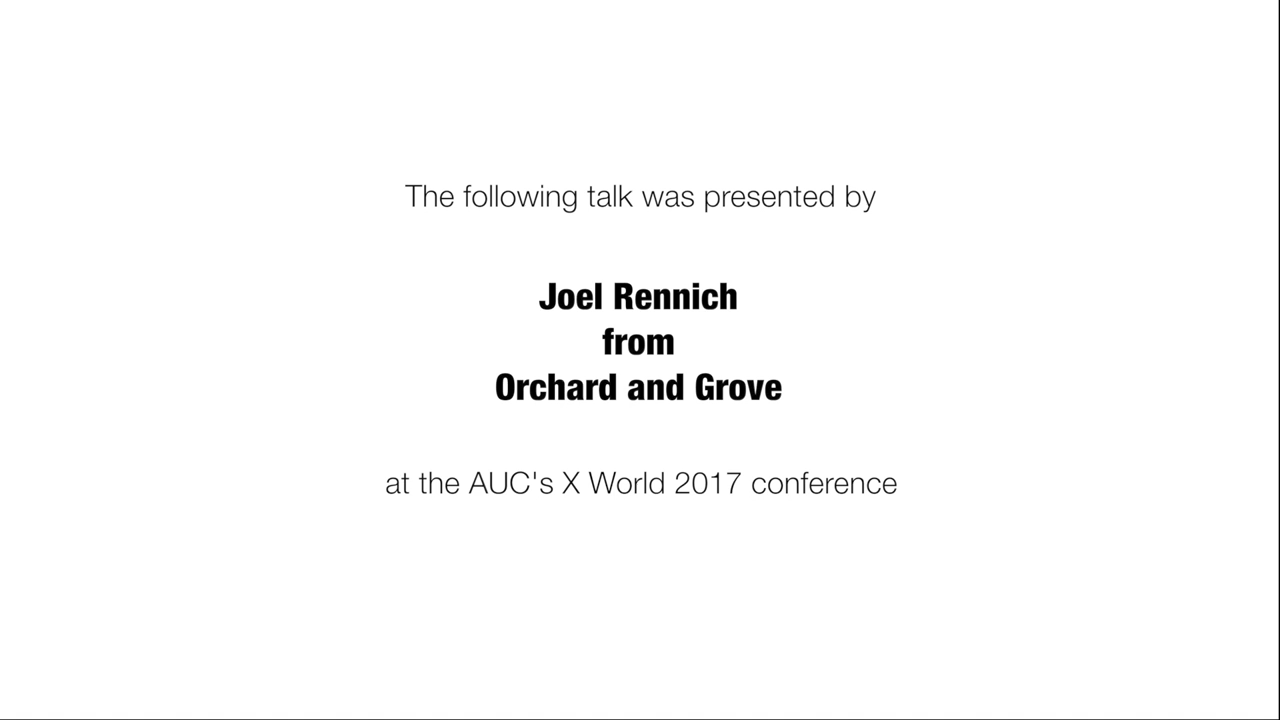 The following talk was presented by
Joel Rennich
from
Orchard and Grove
at the AUC's X World 2017 conference